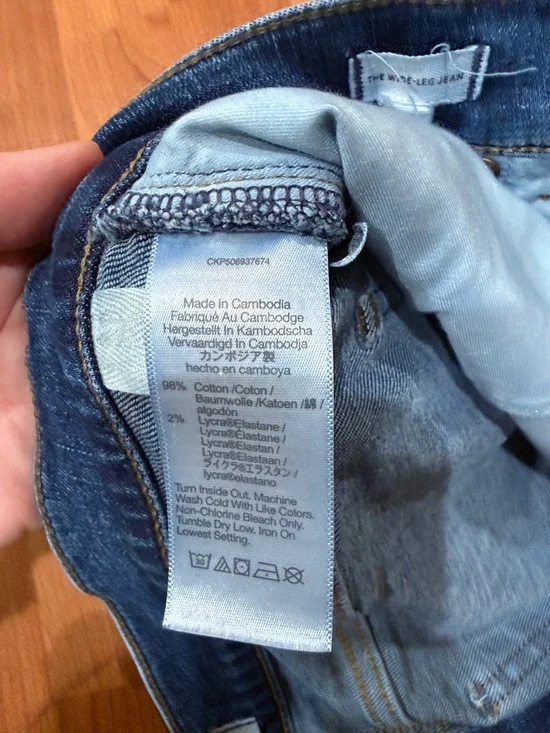 THE WIDE-LEG JEAN
CKP506937674
Made in Cambodia
Fabriqué Au Cambodge
Hergestellt In Kambodscha
Vervaardigd In Cambodja
カンボジア製
hecho en camboya
98% Cotton /Coton /
Baumwolle /Katoen /綿 /
algodón
2% Lycra®Elastane /
Lycra®Élastane /
Lycra®Elasthan /
Lycra®Elastaan /
ライクラ®エラスタン /
lycra®elastano
Turn Inside Out. Machine
Wash Cold With Like Colors.
Non-Chlorine Bleach Only.
Tumble Dry Low. Iron On
Lowest Setting.
30